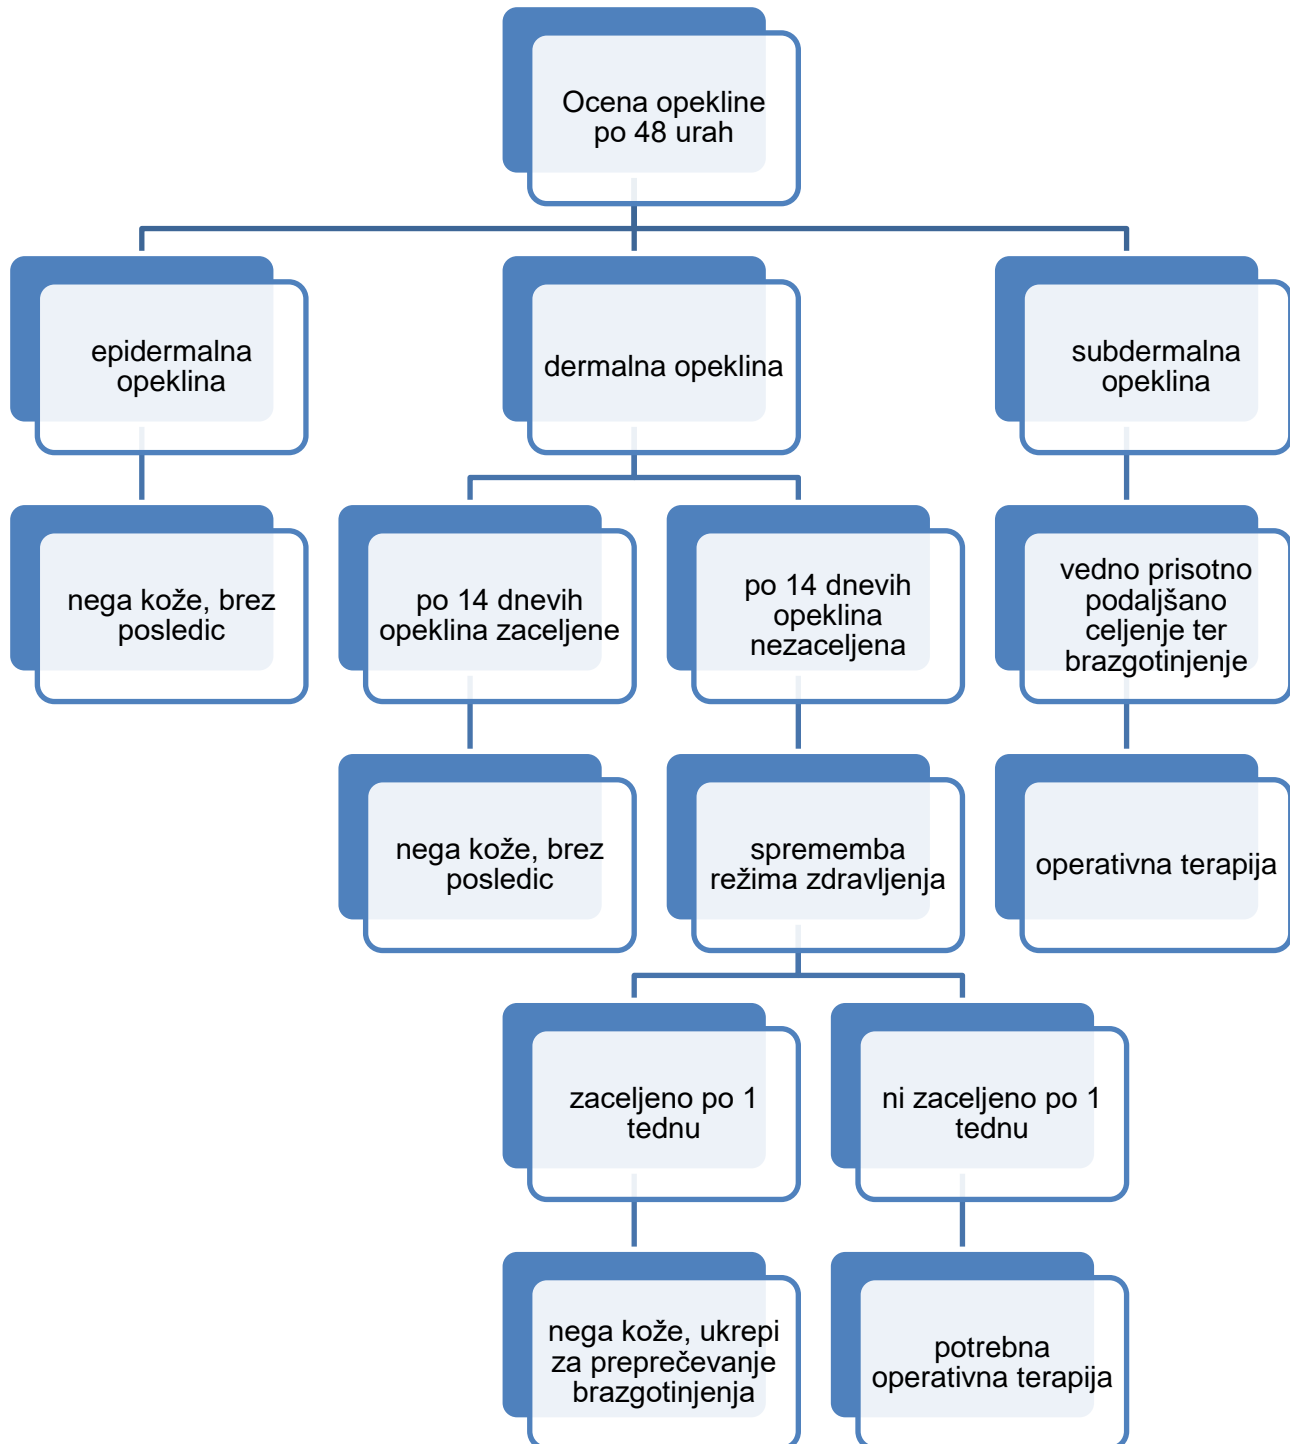 Ocena opekline
po 48 urah
epidermalna
opeklina
dermalna opeklina
subdermalna
opeklina
nega kože, brez
posledic
po 14 dnevih
opeklina zaceljene
po 14 dnevih
opeklina
nezaceljena
vedno prisotno
podaljšano
celjenje ter
brazgotinjenje
nega kože, brez
posledic
sprememba
režima zdravljenja
operativna terapija
zaceljeno po 1
tednu
ni zaceljeno po 1
tednu
nega kože, ukrepi
za preprečevanje
brazgotinjenja
potrebna
operativna terapija